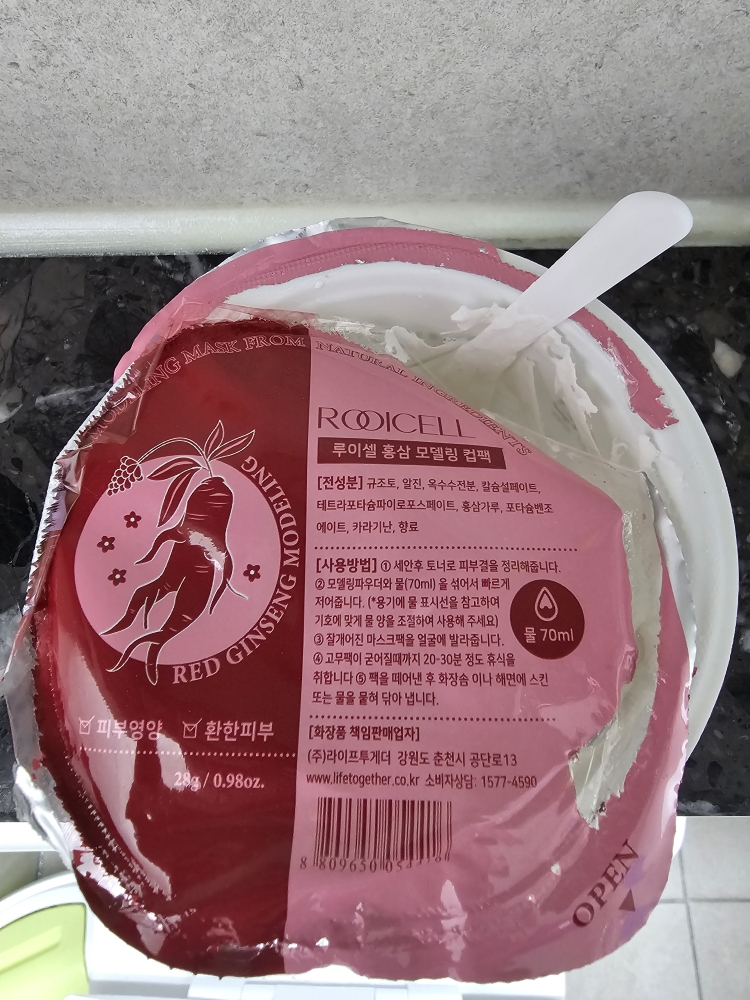 MODELING MASK FROM NATURAL INGREDIENTS
ROOICELL
루이셀 홍삼 모델링 컵팩
[전성분] 규조토, 알진, 옥수수전분, 칼슘설페이트,
테트라포타슘파이로포스페이트, 홍삼가루, 포타슘벤조
에이트, 카라기난, 향료
[사용방법] ① 세안후 토너로 피부결을 정리해줍니다.
② 모델링파우더와 물(70ml) 을 섞어서 빠르게
저어줍니다. (*용기에 물 표시선을 참고하여
기호에 맞게 물 양을 조절하여 사용해 주세요)
③ 잘개어진 마스크팩을 얼굴에 발라줍니다.
④ 고무팩이 굳어질때까지 20-30분 정도 휴식을
취합니다 ⑤ 팩을 떼어낸 후 화장솜 이나 해면에 스킨
또는 물을 뭍혀 닦아 냅니다.
물 70ml
RED GINSENG MODELING
피부영양 환한피부
28g / 0.98oz.
[화장품 책임판매업자]
(주)라이프투게더 강원도 춘천시 공단로13
www.lifetogether.co.kr 소비자상담: 1577-4590
8 809650 05
OPEN